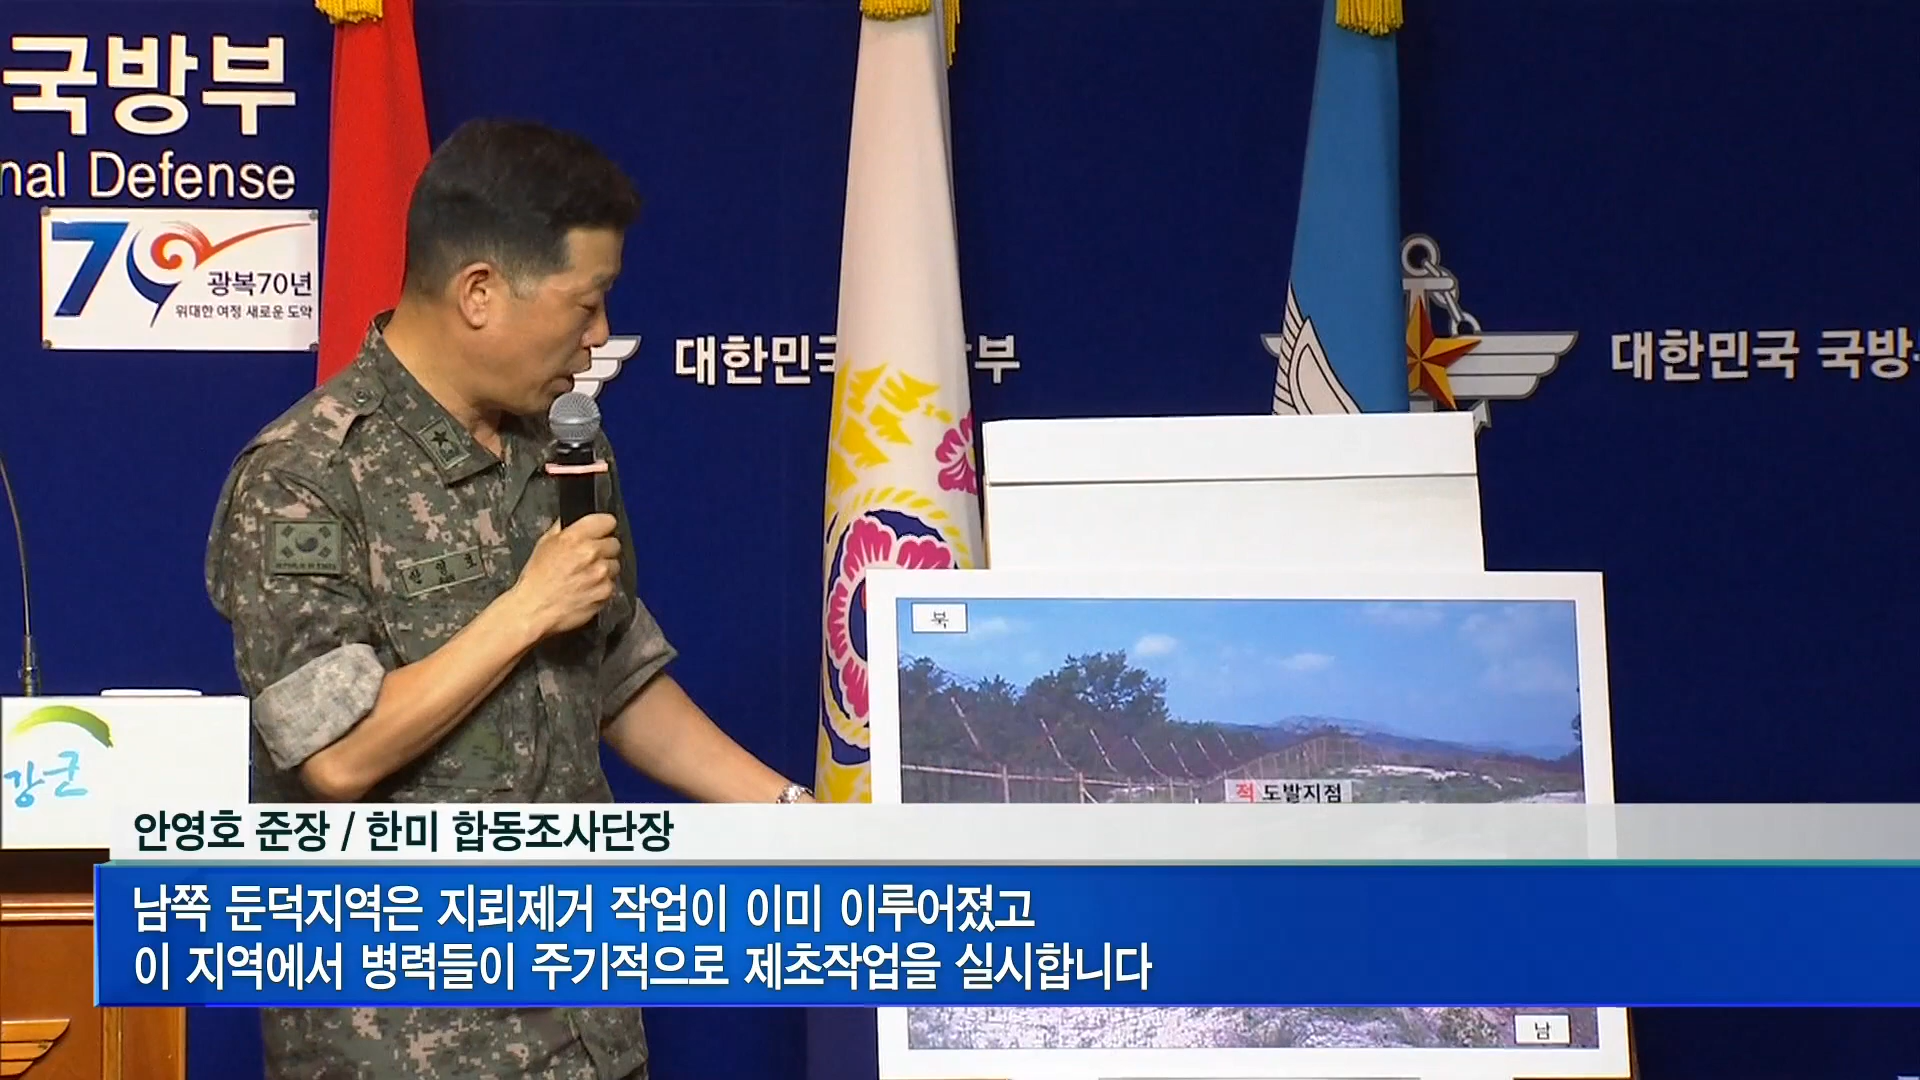 국방부
nal Defense
70
광복70년
위대한 여정 새로운 도약
대한민국
부
대한민국 국방
강군
안영호
북
적 도발지점
남
안영호 준장 / 한미 합동조사단장
남쪽 둔덕지역은 지뢰제거 작업이 이미 이루어졌고
이 지역에서 병력들이 주기적으로 제초작업을 실시합니다